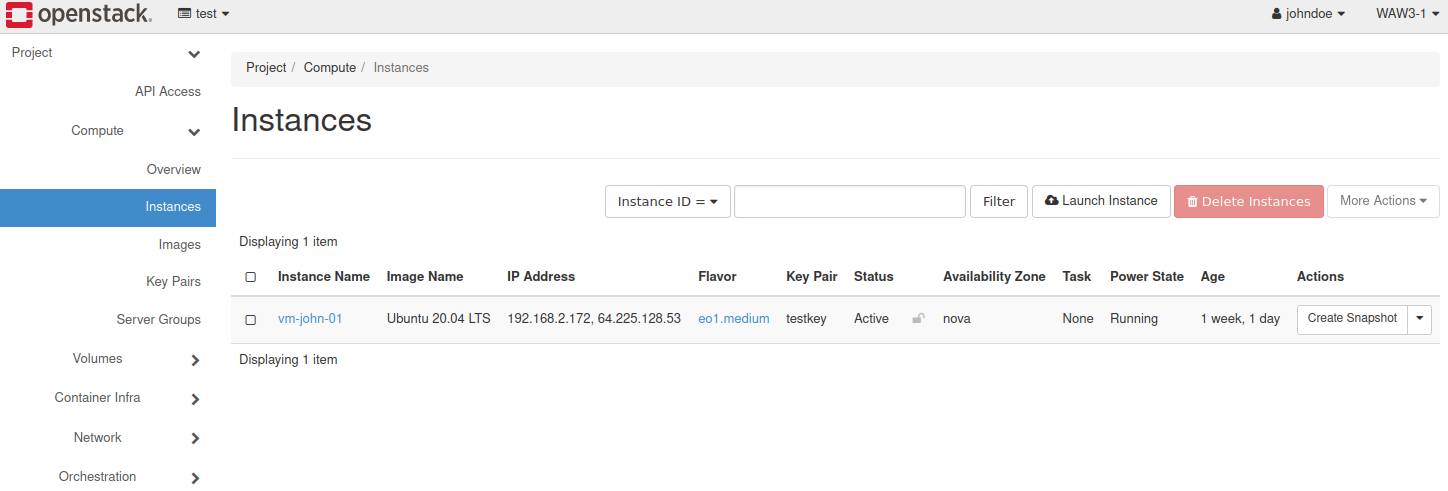 openstack. test johndoe WAW3-1
Project
API Access
Compute
Overview
Instances
Images
Key Pairs
Server Groups
Volumes
Container Infra
Network
Orchestration
Project / Compute / Instances
Instances
Instance ID = Filter Launch Instance Delete Instances More Actions
Displaying 1 item
Instance Name Image Name IP Address Flavor Key Pair Status Availability Zone Task Power State Age Actions
vm-john-01 Ubuntu 20.04 LTS 192.168.2.172, 64.225.128.53 eo1.medium testkey Active nova None Running 1 week, 1 day Create Snapshot
Displaying 1 item